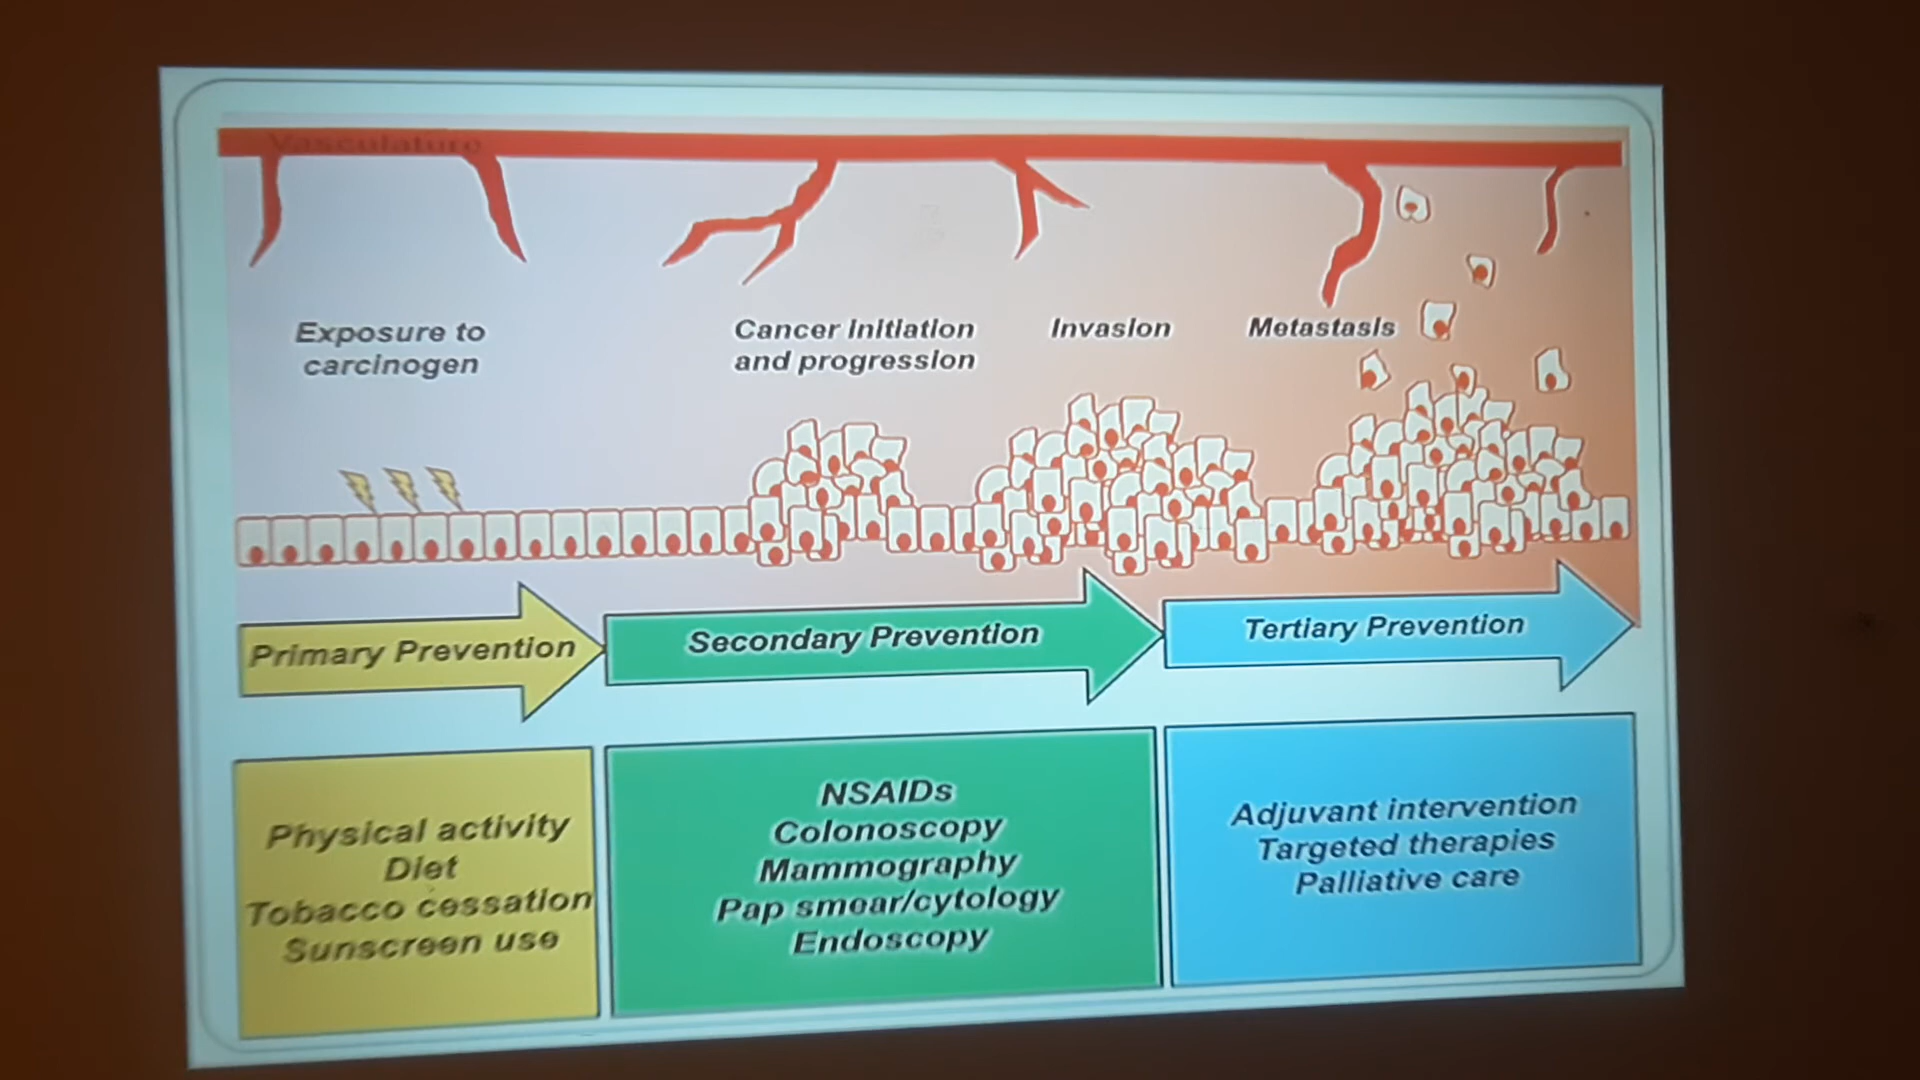 Vasculature
Exposure to
carcinogen
Cancer initiation
and progression
Invasion
Metastasis
Primary Prevention
Secondary Prevention
Tertiary Prevention
Physical activity
Diet
Tobacco cessation
Sunscreen use
NSAIDs
Colonoscopy
Mammography
Pap smear/cytology
Endoscopy
Adjuvant intervention
Targeted therapies
Palliative care